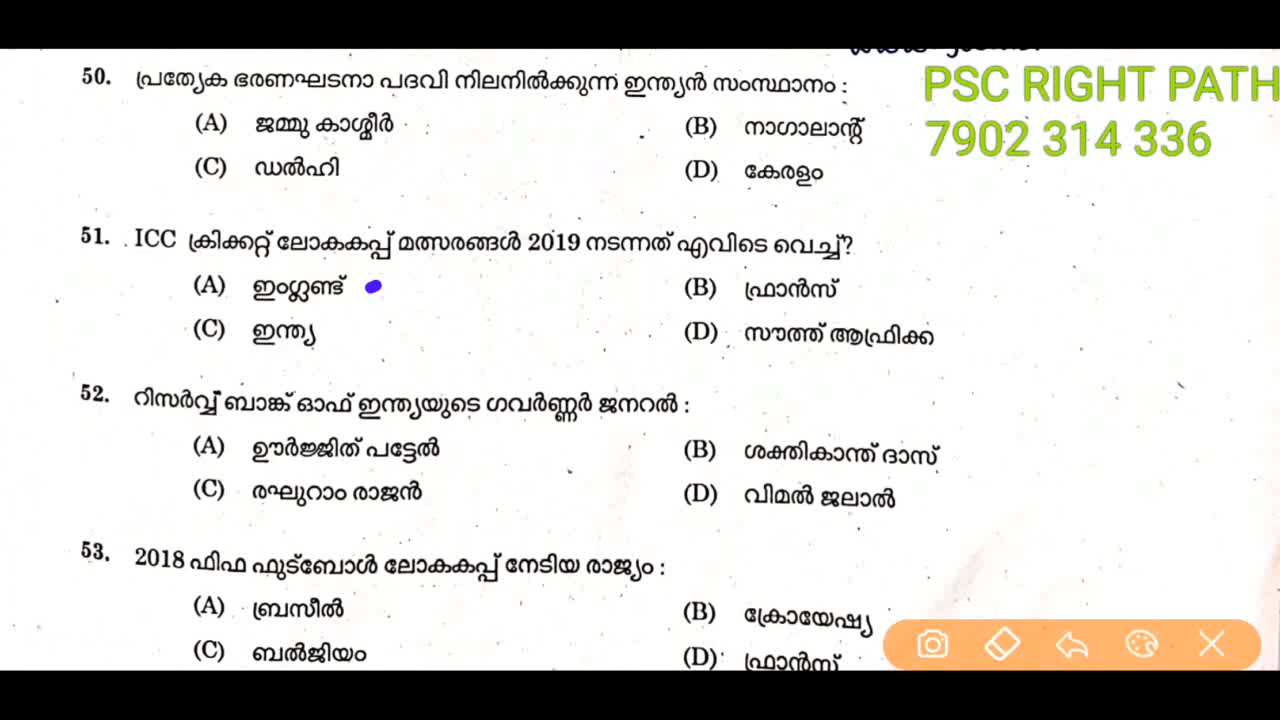 PSC RIGHT PATH
7902 314 336
50. പ്രത്യേക ഭരണഘടനാ പദവി നിലനിൽക്കുന്ന ഇന്ത്യൻ സംസ്ഥാനം :
(A) ജമ്മു കാശ്മീർ (B) നാഗാലാന്റ്
(C) ഡൽഹി (D) കേരളം
51. ICC ക്രിക്കറ്റ് ലോകകപ്പ് മത്സരങ്ങൾ 2019 നടന്നത് എവിടെ വെച്ച്?
(A) ഇംഗ്ലണ്ട് (B) ഫ്രാൻസ്
(C) ഇന്ത്യ (D) സൗത്ത് ആഫ്രിക്ക
52. റിസർവ്വ് ബാങ്ക് ഓഫ് ഇന്ത്യയുടെ ഗവർണ്ണർ ജനറൽ :
(A) ഊർജ്ജിത് പട്ടേൽ (B) ശക്തികാന്ത് ദാസ്
(C) രഘുറാം രാജൻ (D) വിമൽ ജലാൽ
53. 2018 ഫിഫ ഫുട്ബോൾ ലോകകപ്പ് നേടിയ രാജ്യം :
(A) ബ്രസീൽ (B) ക്രോയേഷ്യ
(C) ബൽജിയം (D) ഫ്രാൻസ്